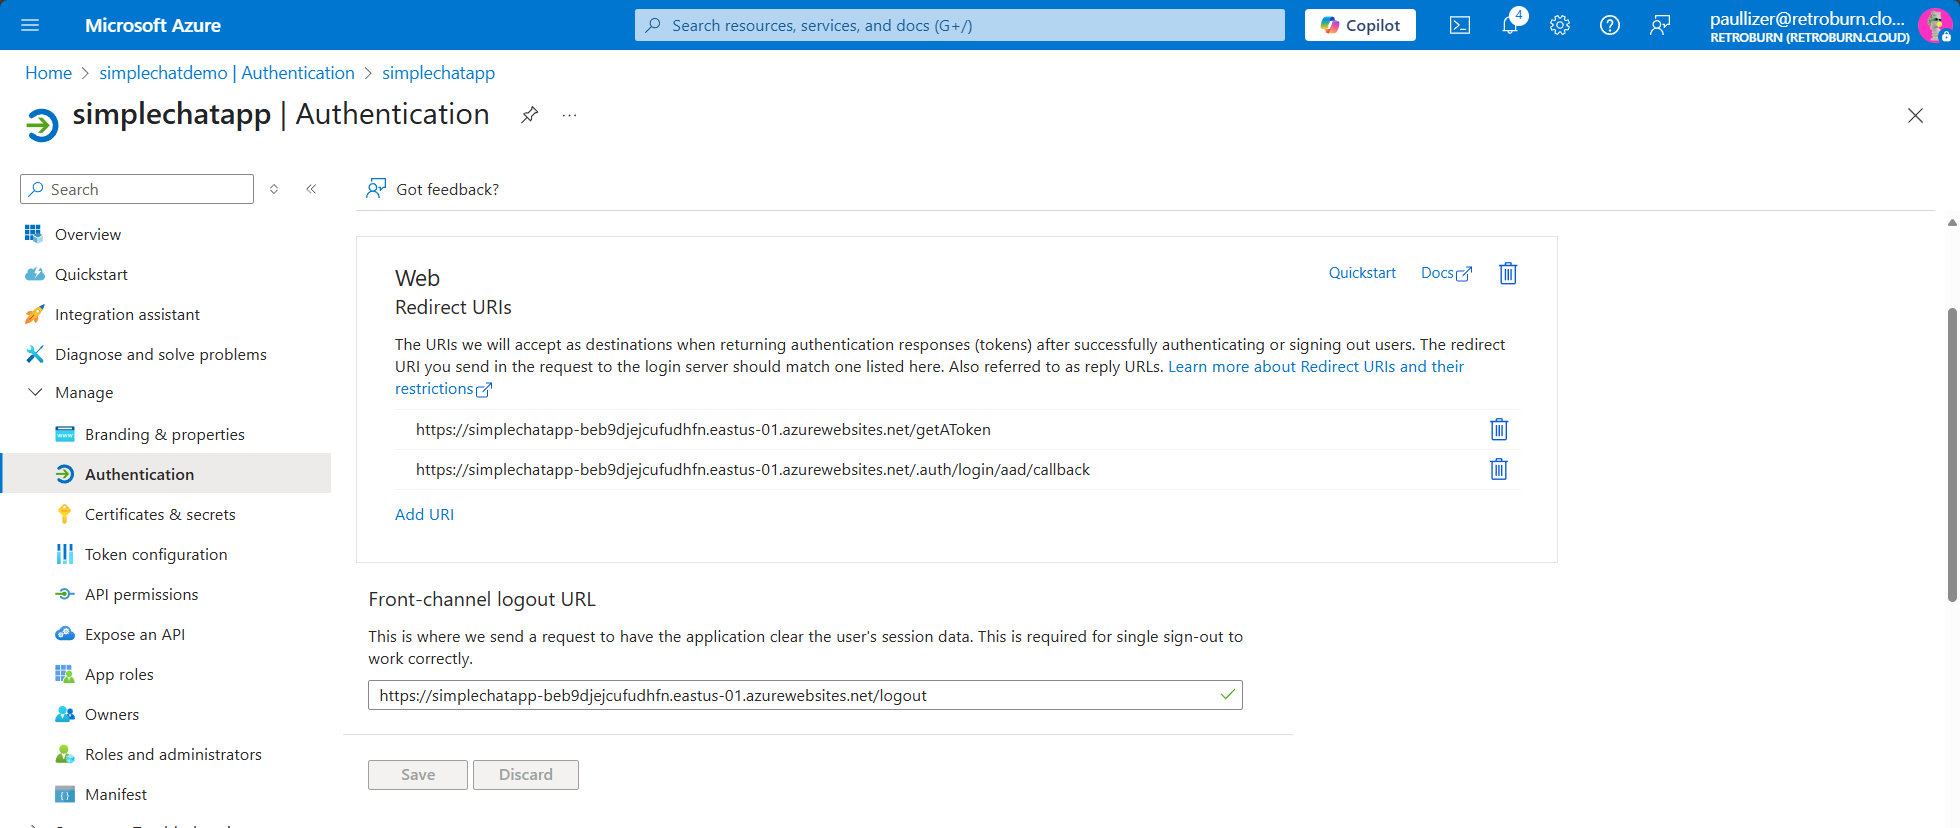 Microsoft Azure
Search resources, services, and docs (G+/)
Copilot
4
paullizer@retroburn.clo...
RETROBURN (RETROBURN.CLOUD)
Home > simplechatdemo | Authentication > simplechatapp
simplechatapp | Authentication
...
Search
Got feedback?
Overview
Quickstart
Integration assistant
Diagnose and solve problems
Manage
Branding & properties
Authentication
Certificates & secrets
Token configuration
API permissions
Expose an API
App roles
Owners
Roles and administrators
Manifest
Web
Quickstart
Docs
Redirect URIs
The URIs we will accept as destinations when returning authentication responses (tokens) after successfully authenticating or signing out users. The redirect
URI you send in the request to the login server should match one listed here. Also referred to as reply URLs. Learn more about Redirect URIs and their
restrictions
https://simplechatapp-beb9djejcufudhfn.eastus-01.azurewebsites.net/getAToken
https://simplechatapp-beb9djejcufudhfn.eastus-01.azurewebsites.net/.auth/login/aad/callback
Add URI
Front-channel logout URL
This is where we send a request to have the application clear the user's session data. This is required for single sign-out to
work correctly.
https://simplechatapp-beb9djejcufudhfn.eastus-01.azurewebsites.net/logout
Save
Discard